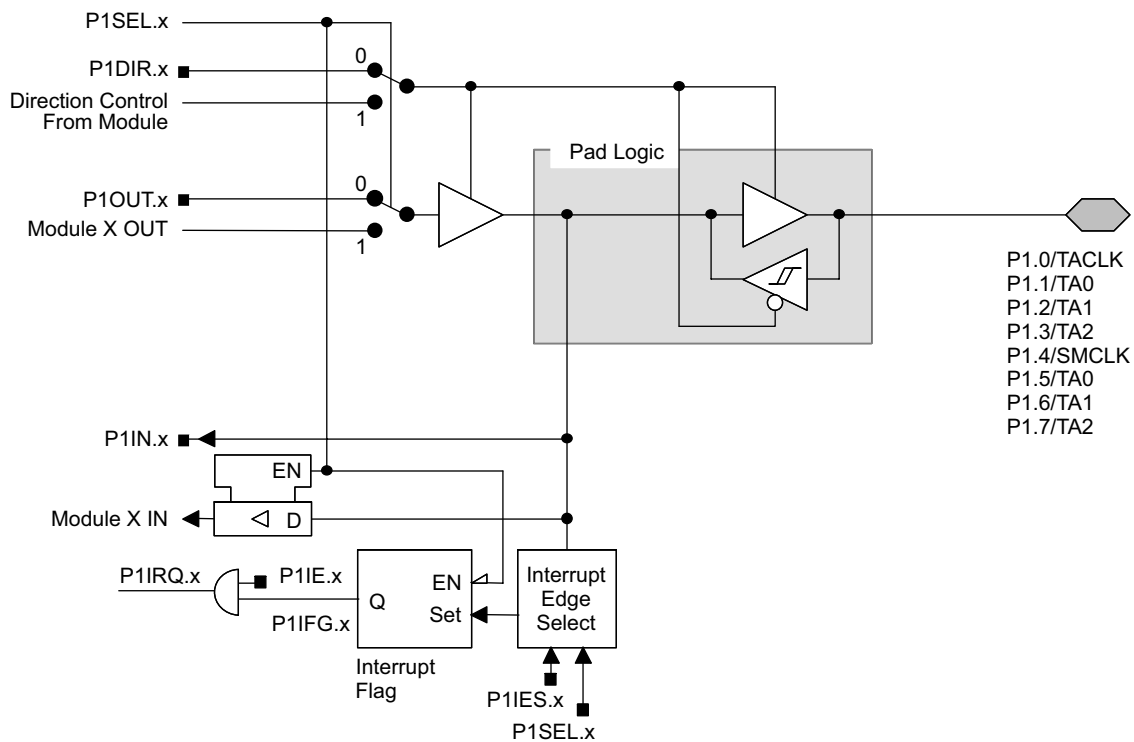 P1SEL.x
0
P1DIR.x
Direction Control
From Module
1
Pad Logic
0
P1OUT.x
Module X OUT
1
P1.0/TACLK
P1.1/TA0
P1.2/TA1
P1.3/TA2
P1.4/SMCLK
P1.5/TA0
P1.6/TA1
P1.7/TA2
P1IN.x
EN
Module X IN
D
P1IRQ.x
P1IE.x
P1IFG.x
Q
EN
Set
Interrupt
Edge
Select
Interrupt
Flag
P1IES.x
P1SEL.x